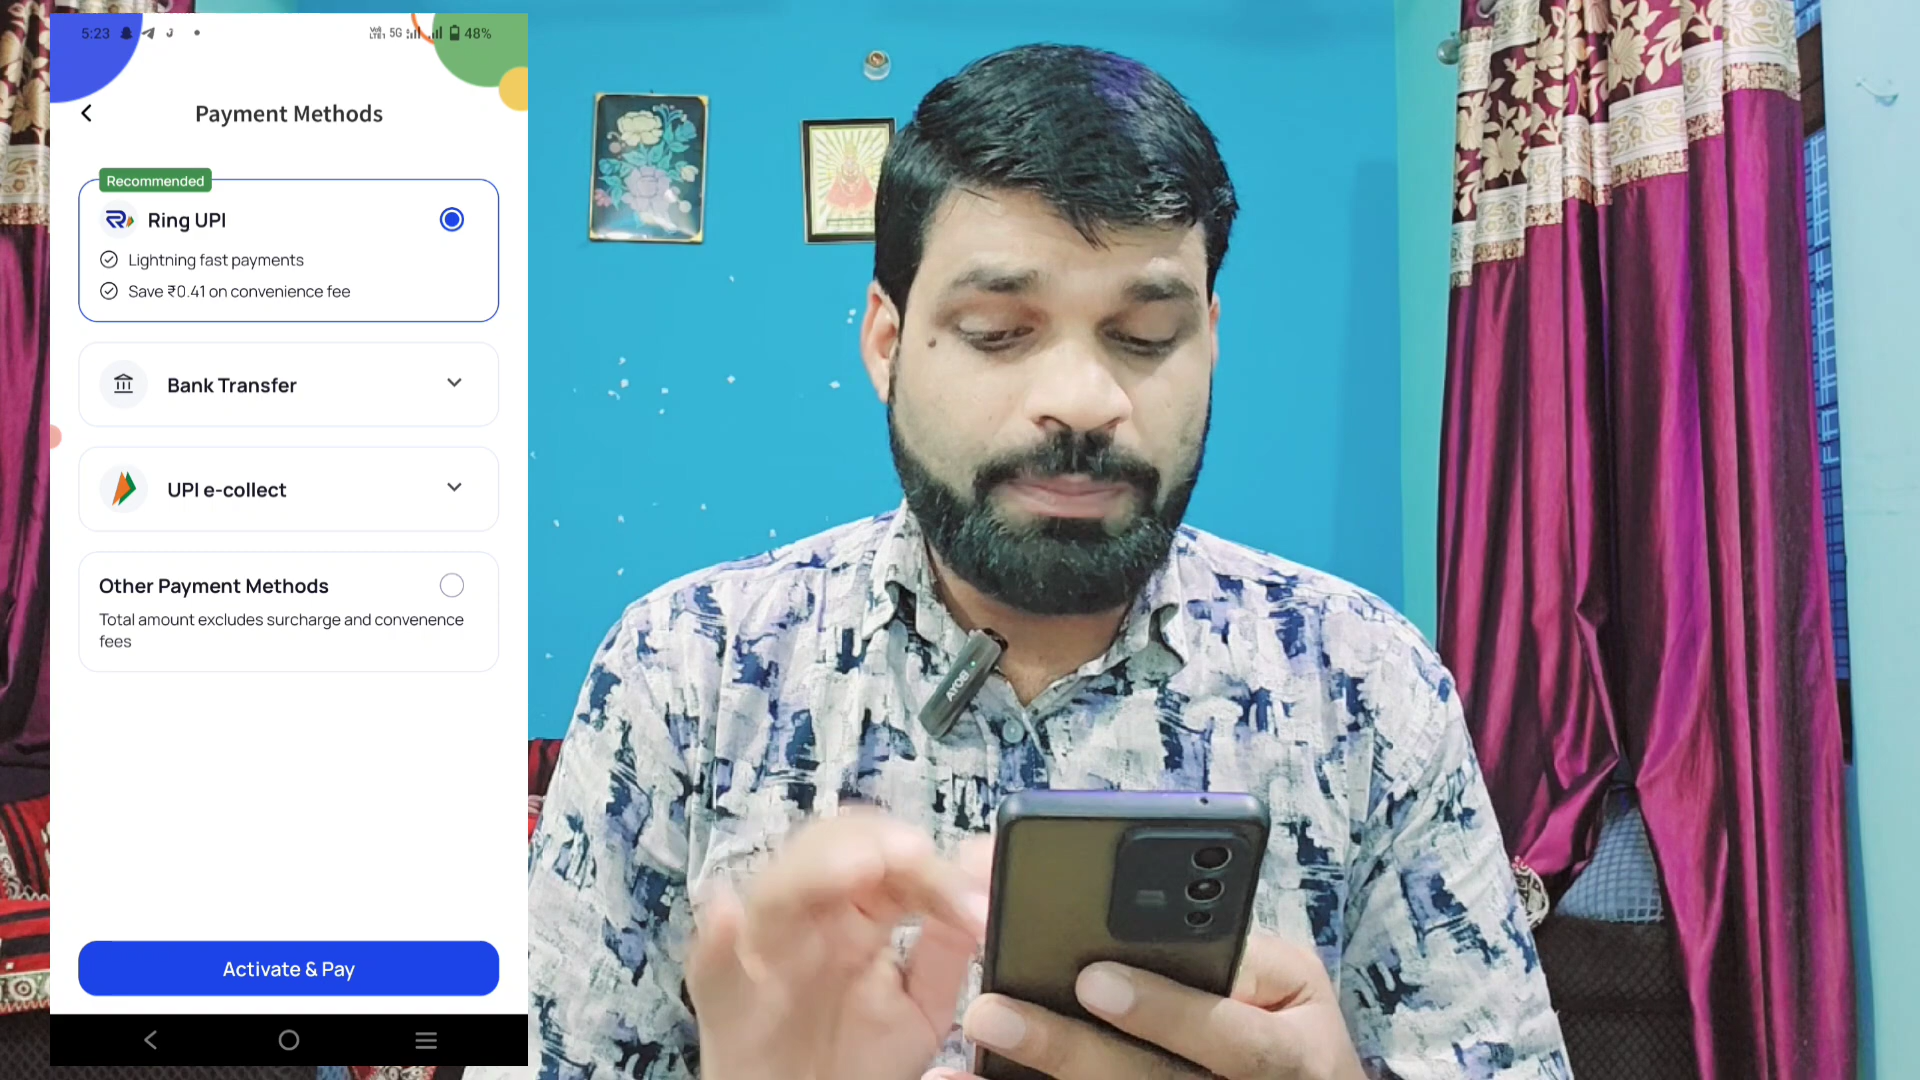 5:23
5G
48%
Payment Methods
Recommended
Ring UPI
Lightning fast payments
Save ₹0.41 on convenience fee
Bank Transfer
UPI e-collect
Other Payment Methods
Total amount excludes surcharge and convenence
fees
Activate & Pay
AYOB